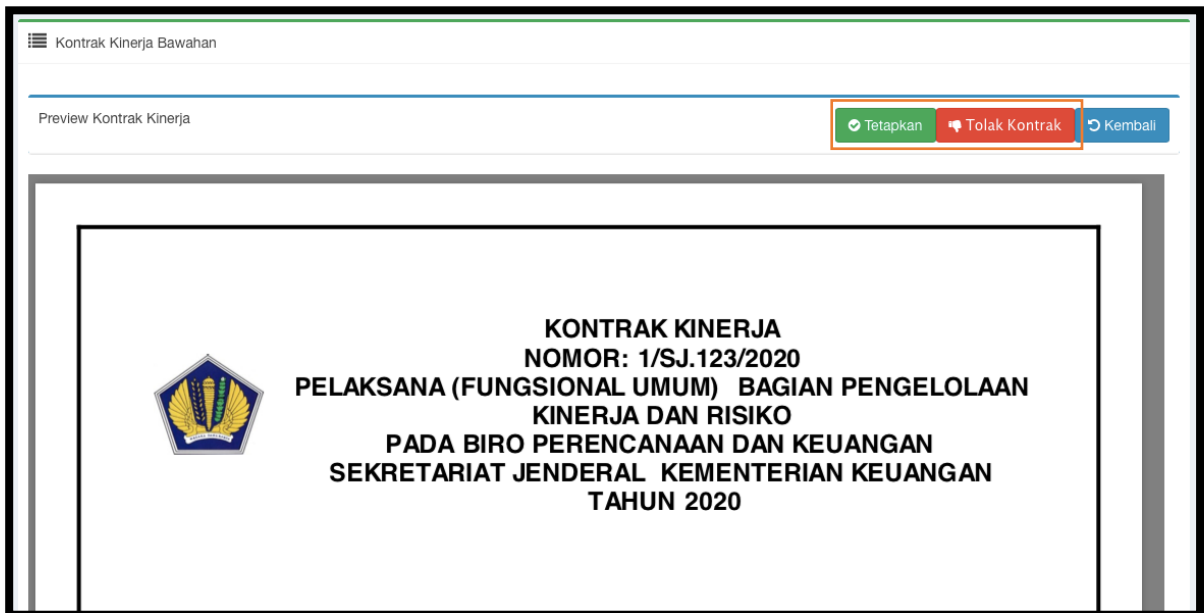 Kontrak Kinerja Bawahan
Preview Kontrak Kinerja
Tetapkan
Tolak Kontrak
Kembali
KONTRAK KINERJA
NOMOR: 1/SJ.123/2020
PELAKSANA (FUNGSIONAL UMUM) BAGIAN PENGELOLAAN
KINERJA DAN RISIKO
PADA BIRO PERENCANAAN DAN KEUANGAN
SEKRETARIAT JENDERAL KEMENTERIAN KEUANGAN
TAHUN 2020